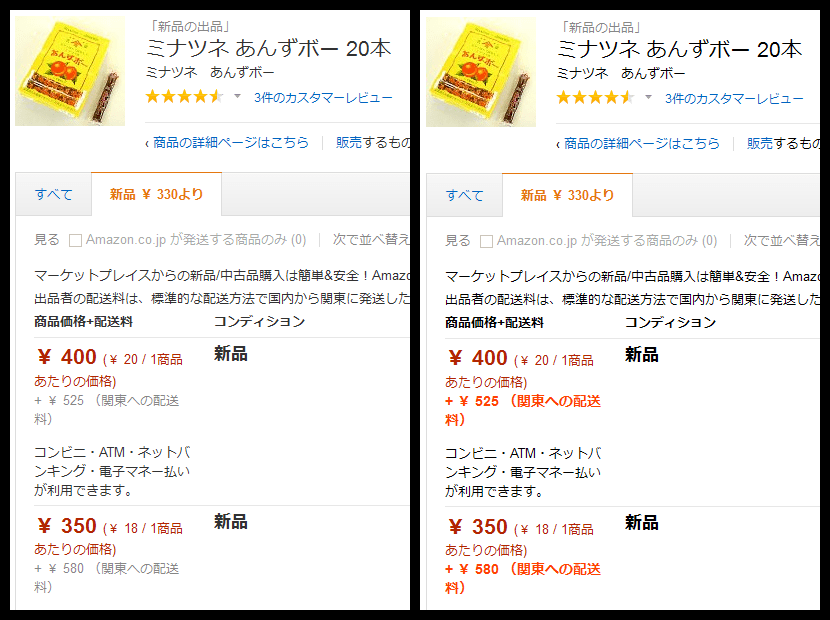 「新品の出品」
ミナツネ あんずボー 20本
ミナツネ　あんずボー
3件のカスタマーレビュー
‹ 商品の詳細ページはこちら
販売するもの
すべて
新品 ¥ 330より
見る
Amazon.co.jp が発送する商品のみ (0)
次で並べ替え
マーケットプレイスからの新品/中古品購入は簡単&安全！Amazo
出品者の配送料は、標準的な配送方法で国内から関東に発送した
商品価格+配送料
コンディション
¥ 400 (¥ 20 / 1商品
あたりの価格)
+ ¥ 525 （関東への配送
料）
新品
コンビニ・ATM・ネットバ
ンキング・電子マネー払い
が利用できます。
¥ 350 (¥ 18 / 1商品
あたりの価格)
+ ¥ 580 （関東への配送
料）
新品
「新品の出品」
ミナツネ あんずボー 20本
ミナツネ　あんずボー
3件のカスタマーレビュー
‹ 商品の詳細ページはこちら
販売するもの
すべて
新品 ¥ 330より
見る
Amazon.co.jp が発送する商品のみ (0)
次で並べ替え
マーケットプレイスからの新品/中古品購入は簡単&安全！Amazo
出品者の配送料は、標準的な配送方法で国内から関東に発送した
商品価格+配送料
コンディション
¥ 400 (¥ 20 / 1商品
あたりの価格)
+ ¥ 525 （関東への配送
料）
新品
コンビニ・ATM・ネットバ
ンキング・電子マネー払い
が利用できます。
¥ 350 (¥ 18 / 1商品
あたりの価格)
+ ¥ 580 （関東への配送
料）
新品
あんずボー
あんずボー